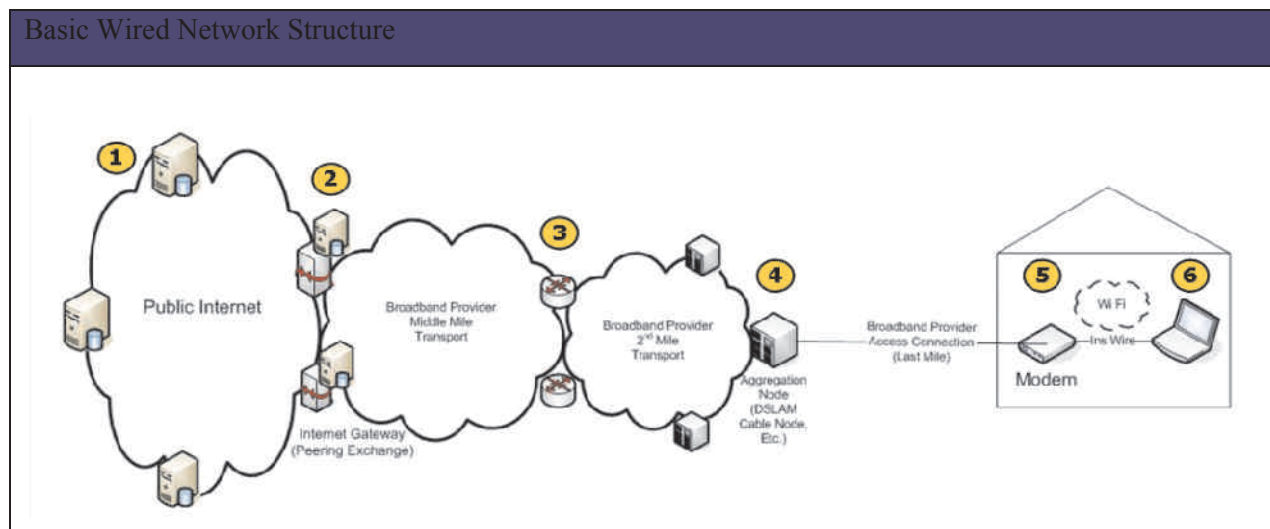 Basic Wired Network Structure
1
2
3
4
5
6
Public Internet
Broadband Provider
Middle Mile
Transport
Broadband Provider
2nd Mile
Transport
Internet Gateway
(Peering Exchange)
Aggregation
Node
(DSLAM
Cable Node,
Etc.)
Broadband Provider
Access Connection
(Last Mile)
Wi Fi
Ins Wire
Modem